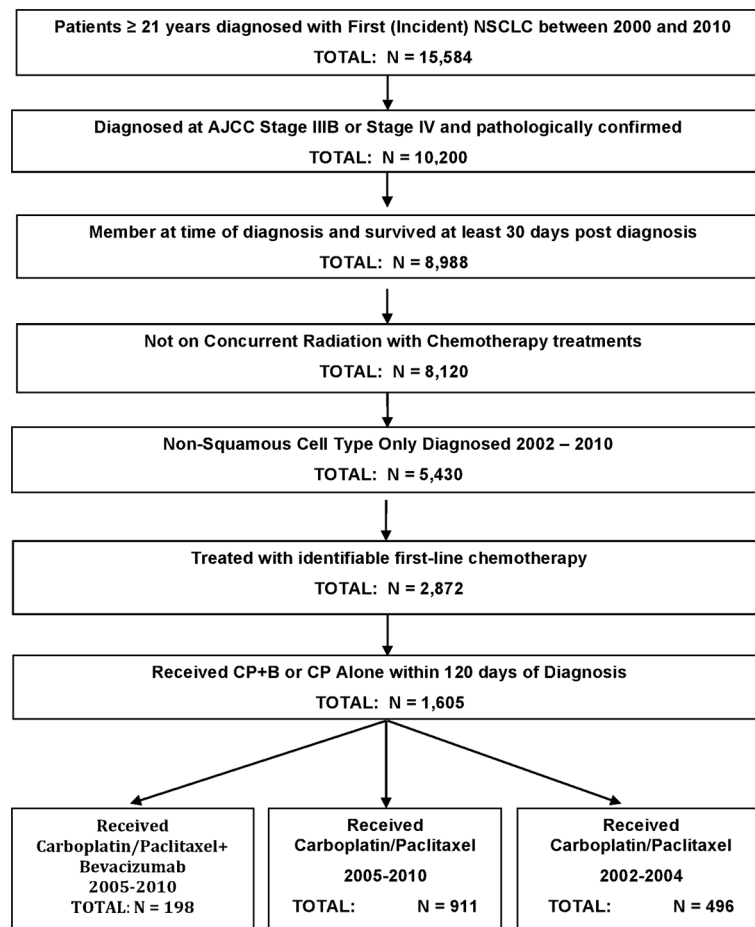 Patients ≥ 21 years diagnosed with First (Incident) NSCLC between 2000 and 2010
TOTAL: N = 15,584
Diagnosed at AJCC Stage IIIB or Stage IV and pathologically confirmed
TOTAL: N = 10,200
Member at time of diagnosis and survived at least 30 days post diagnosis
TOTAL: N = 8,988
Not on Concurrent Radiation with Chemotherapy treatments
TOTAL: N = 8,120
Non-Squamous Cell Type Only Diagnosed 2002 – 2010
TOTAL: N = 5,430
Treated with identifiable first-line chemotherapy
TOTAL: N = 2,872
Received CP+B or CP Alone within 120 days of Diagnosis
TOTAL: N = 1,605
Received
Carboplatin/Paclitaxel+
Bevacizumab
2005-2010
TOTAL: N = 198
Received
Carboplatin/Paclitaxel
2005-2010
TOTAL: N = 911
Received
Carboplatin/Paclitaxel
2002-2004
TOTAL: N = 496